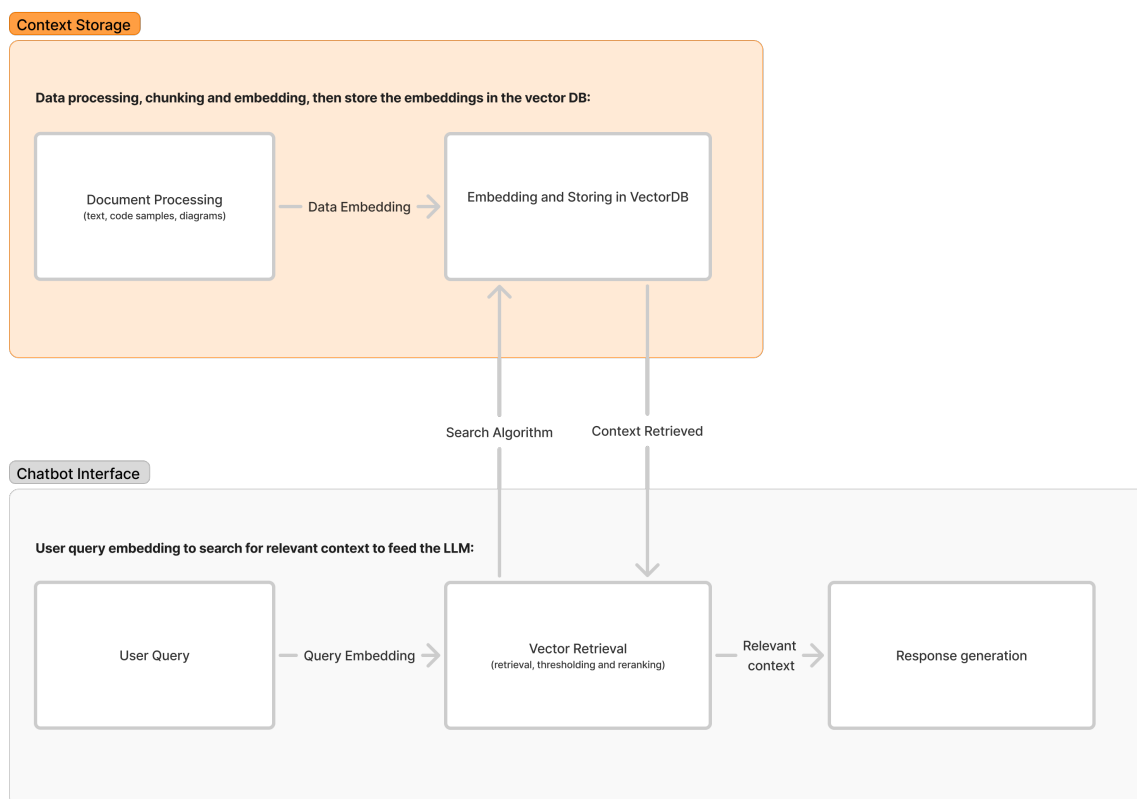 Context Storage
Data processing, chunking and embedding, then store the embeddings in the vector DB:
Document Processing
(text, code samples, diagrams)
Data Embedding
Embedding and Storing in VectorDB
Search Algorithm
Context Retrieved
Chatbot Interface
User query embedding to search for relevant context to feed the LLM:
User Query
Query Embedding
Vector Retrieval
(retrieval, thresholding and reranking)
Relevant
context
Response generation